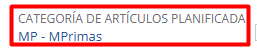 CATEGORÍA DE ARTÍCULOS PLANIFICADA
MP - MPrimas